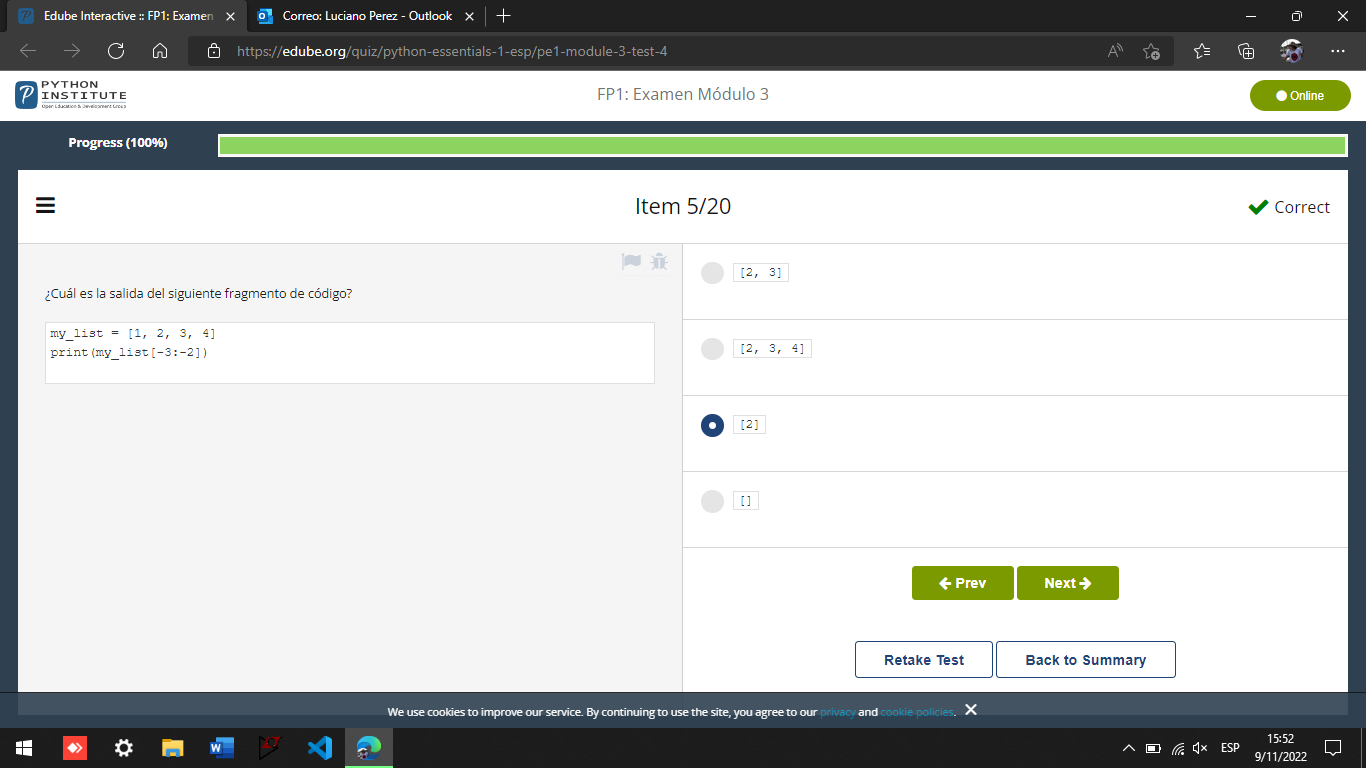 Edube Interactive :: FP1: Examen
Correo: Luciano Perez - Outlook
https://edube.org/quiz/python-essentials-1-esp/pe1-module-3-test-4
PYTHON
INSTITUTE
Open Education & Development Group
FP1: Examen Módulo 3
Online
Progress (100%)
Item 5/20
Correct
¿Cuál es la salida del siguiente fragmento de código?
my_list = [1, 2, 3, 4]
print(my_list[-3:-2])
[2, 3]
[2, 3, 4]
[2]
[]
Prev
Next
Retake Test
Back to Summary
We use cookies to improve our service. By continuing to use the site, you agree to our privacy and cookie policies.
ESP
15:52
9/11/2022